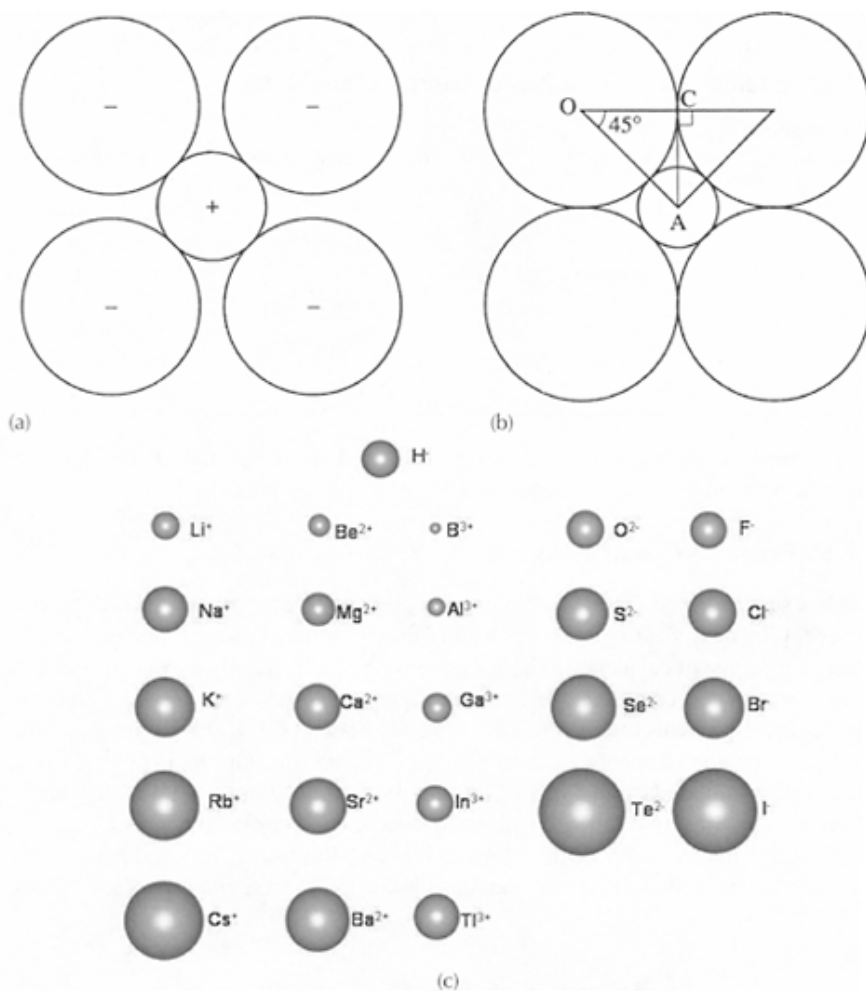 − −
+
− −
O C
45°
A
(a) (b)
H⁻
Li⁺ Be²⁺ B³⁺ O²⁻ F⁻
Na⁺ Mg²⁺ Al³⁺ S²⁻ Cl⁻
K⁺ Ca²⁺ Ga³⁺ Se²⁻ Br⁻
Rb⁺ Sr²⁺ In³⁺ Te²⁻ I⁻
Cs⁺ Ba²⁺ Tl³⁺
(c)